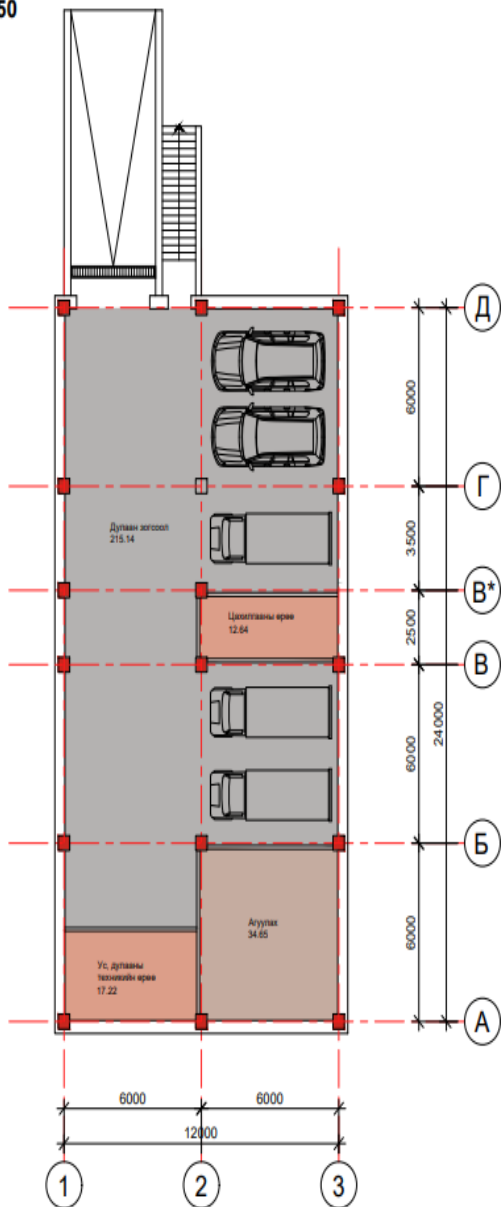 50
Д
6000
Г
Дулаан зогсоол
215.14
3500
В*
Цахилгааны өрөө
12.64
2500
В
24000
6000
Б
Агуулах
34.65
6000
Ус, дулааны
техникийн өрөө
17.22
А
6000
6000
12000
1
2
3